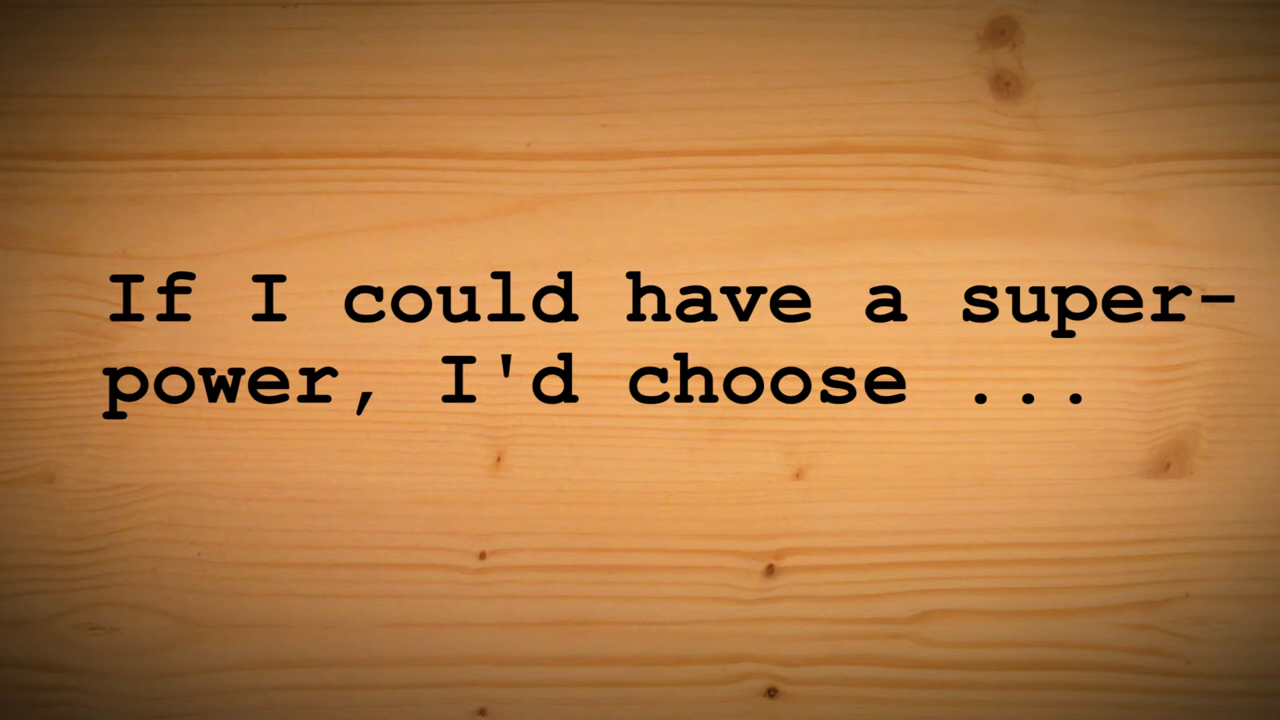 If I could have a super-
power, I'd choose ...